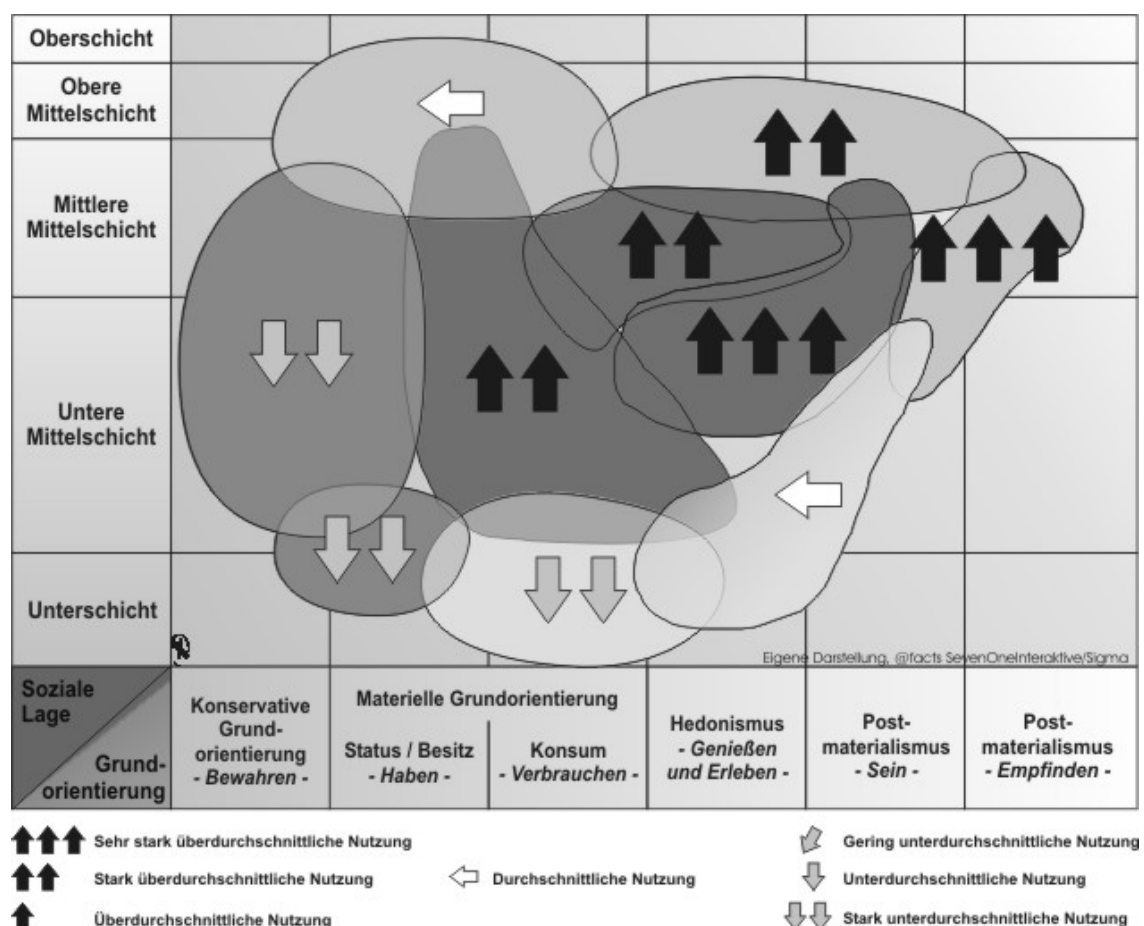 Oberschicht
Obere
Mittelschicht
Mittlere
Mittelschicht
Untere
Mittelschicht
Unterschicht
Eigene Darstellung, @facts SevenOneInteraktive/Sigma
Soziale
Lage
Grund-
orientierung
Konservative
Grund-
orientierung
- Bewahren -
Materielle Grundorientierung
Status / Besitz
- Haben -
Konsum
- Verbrauchen -
Hedonismus
- Genießen
und Erleben -
Post-
materialismus
- Sein -
Post-
materialismus
- Empfinden -
Sehr stark überdurchschnittliche Nutzung
Stark überdurchschnittliche Nutzung
Überdurchschnittliche Nutzung
Durchschnittliche Nutzung
Gering unterdurchschnittliche Nutzung
Unterdurchschnittliche Nutzung
Stark unterdurchschnittliche Nutzung